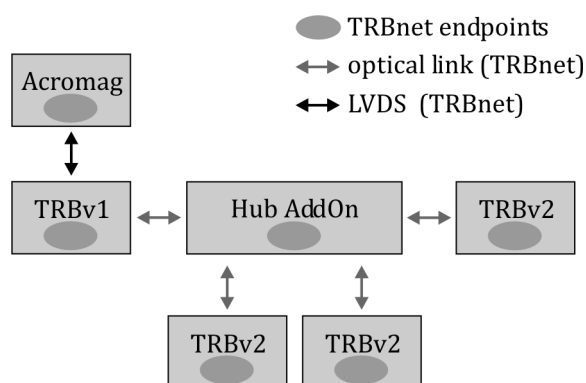 TRBnet endpoints
optical link (TRBnet)
LVDS (TRBnet)
Acromag
TRBv1
Hub AddOn
TRBv2
TRBv2
TRBv2